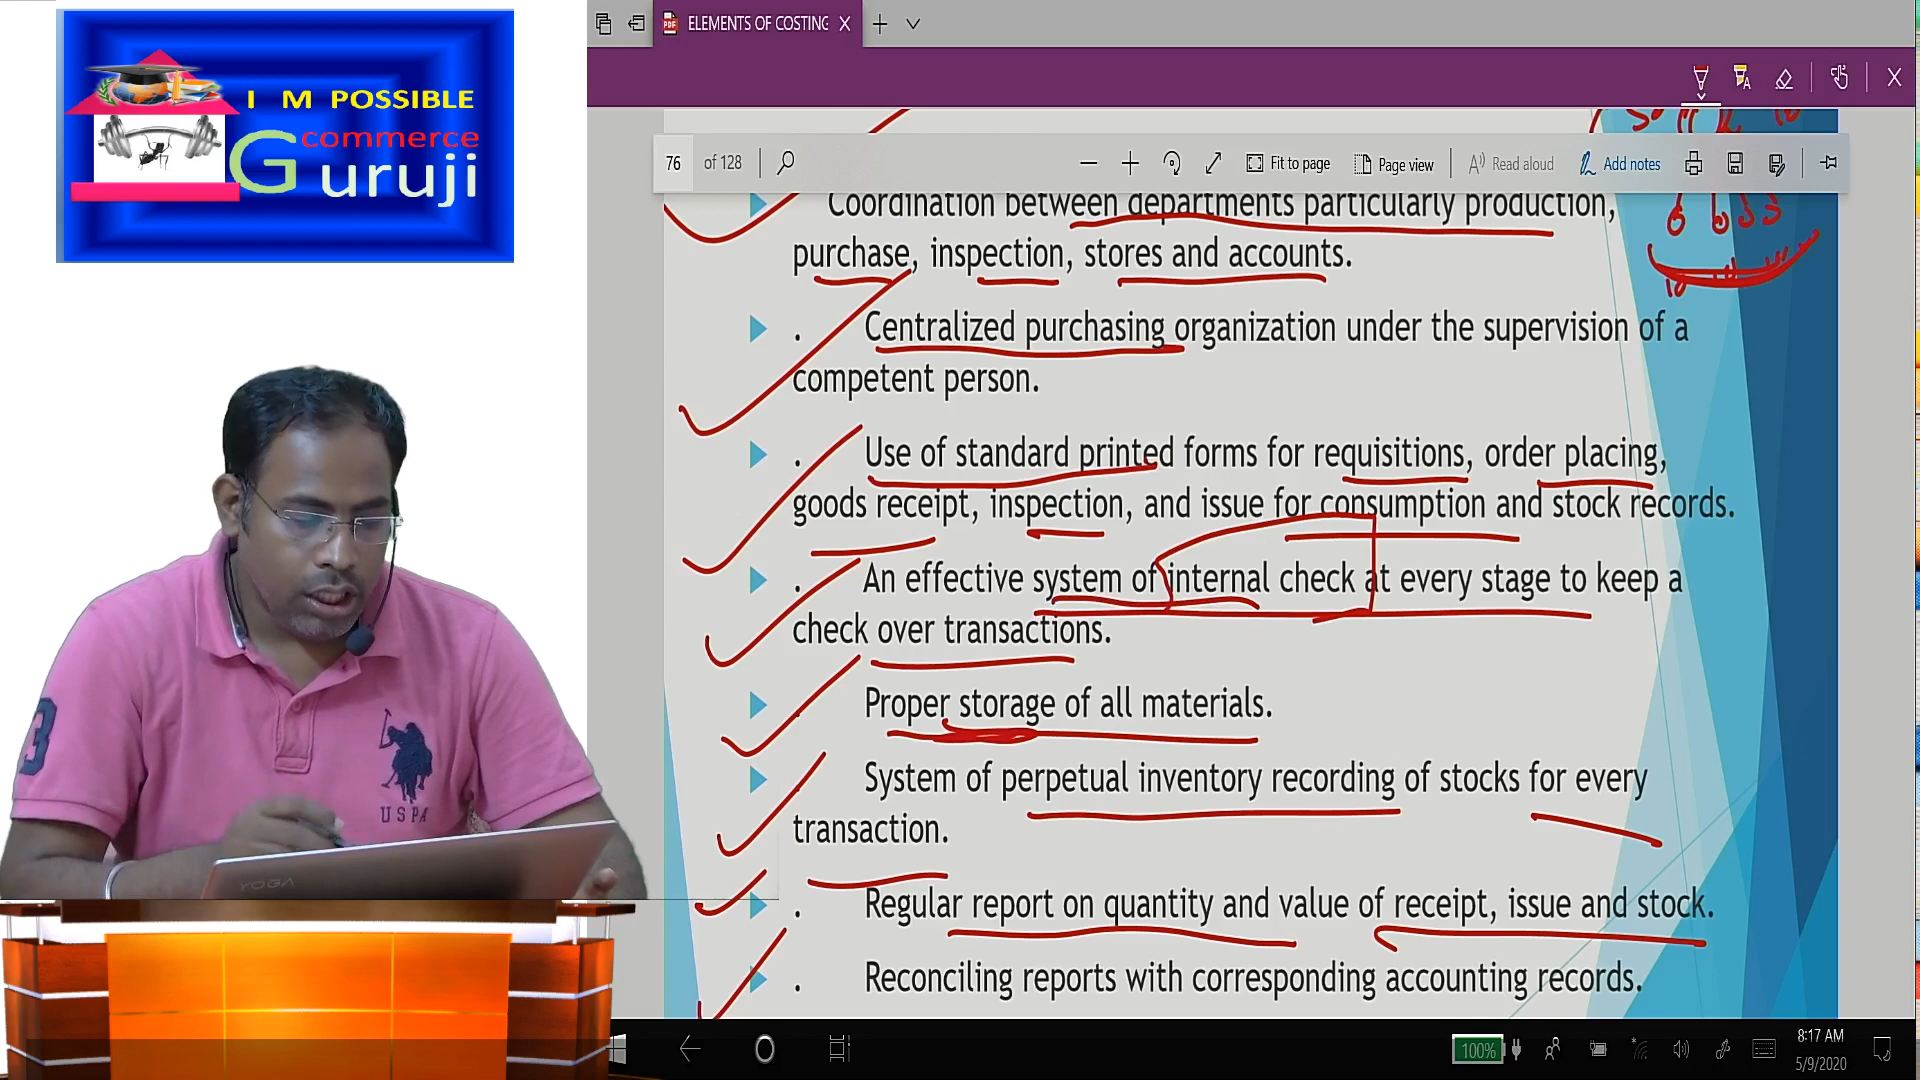 ELEMENTS OF COSTING
I M POSSIBLE
commerce
Guruji
76 of 128
Fit to page
Page view
Read aloud
Add notes
Coordination between departments particularly production,
purchase, inspection, stores and accounts.
. Centralized purchasing organization under the supervision of a
competent person.
. Use of standard printed forms for requisitions, order placing,
goods receipt, inspection, and issue for consumption and stock records.
. An effective system of internal check at every stage to keep a
check over transactions.
Proper storage of all materials.
System of perpetual inventory recording of stocks for every
transaction.
. Regular report on quantity and value of receipt, issue and stock.
. Reconciling reports with corresponding accounting records.
3
USPA
YOGA
100%
8:17 AM
5/9/2020